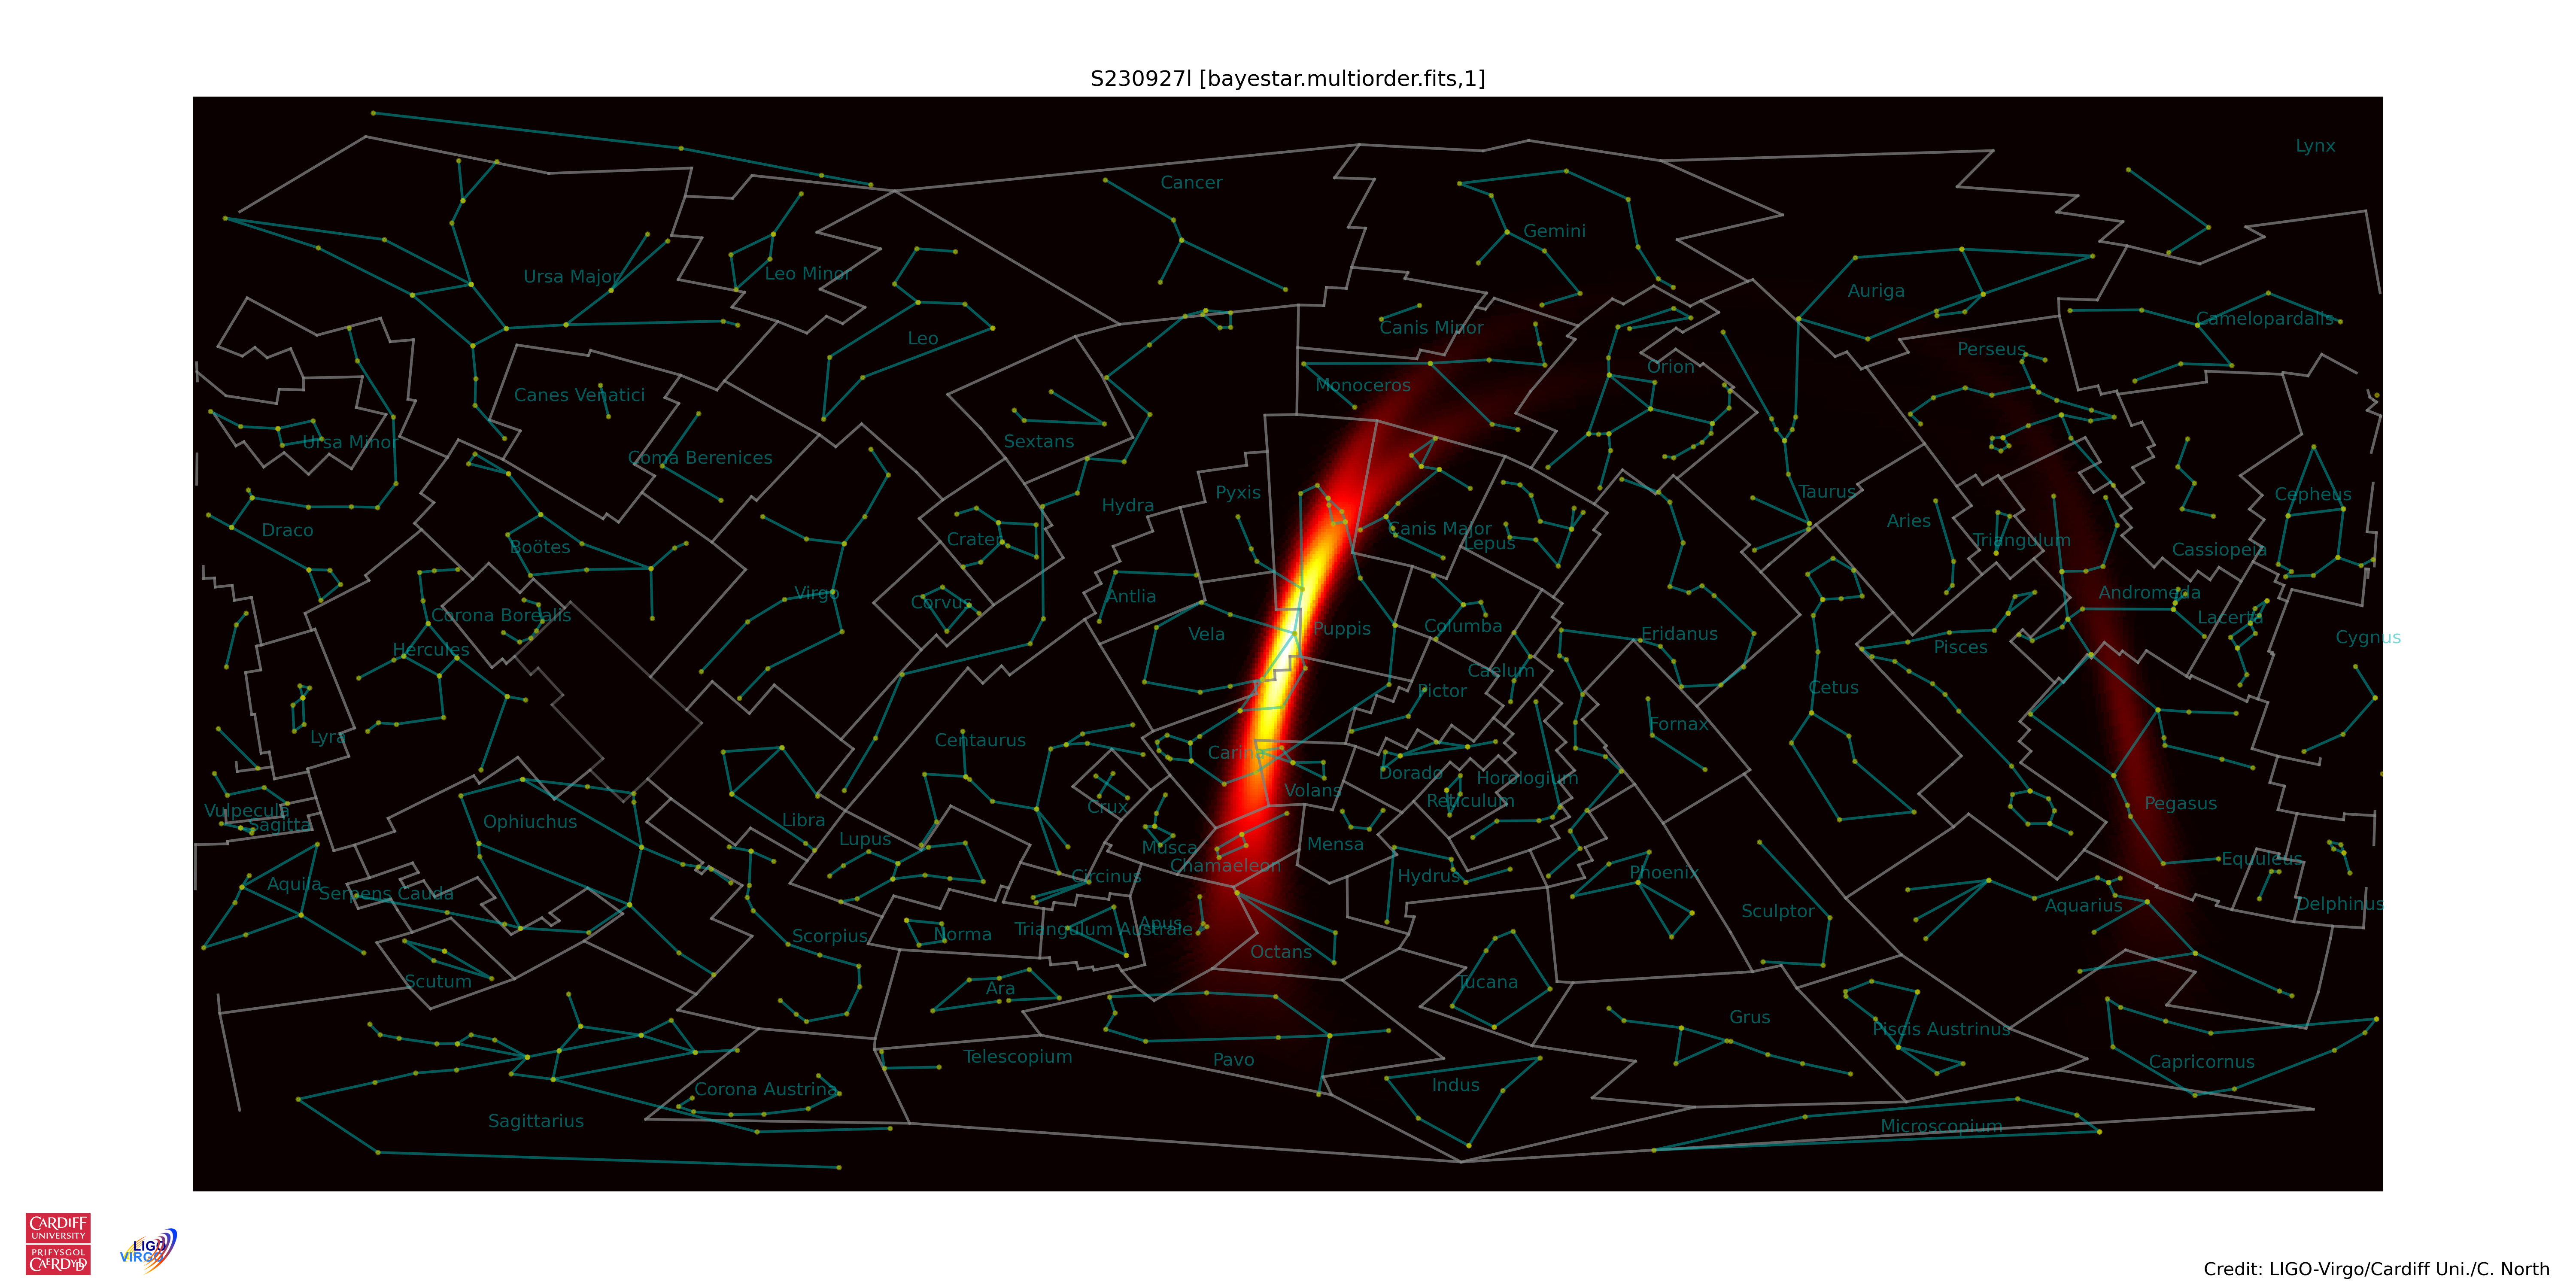 S230927l [bayestar.multiorder.fits,1]
Lynx
Cancer
Gemini
Ursa Major
Leo Minor
Auriga
Camelopardalis
Canis Minor
Leo
Perseus
Orion
Monoceros
Canes Venatici
Ursa Minor
Sextans
Coma Berenices
Pyxis
Taurus
Cepheus
Hydra
Aries
Draco
Canis Major
Crater
Lepus
Triangulum
Boötes
Cassiopeia
Virgo
Andromeda
Antlia
Corvus
Corona Borealis
Lacerta
Vela
Puppis
Columba
Eridanus
Cygnus
Hercules
Pisces
Caelum
Cetus
Pictor
Fornax
Lyra
Centaurus
Carina
Dorado
Horologium
Volans
Reticulum
Pegasus
Crux
Vulpecula
Sagitta
Ophiuchus
Libra
Lupus
Mensa
Musca
Chamaeleon
Equuleus
Circinus
Hydrus
Phoenix
Aquila
Serpens Cauda
Aquarius
Delphinus
Sculptor
Apus
Triangulum Australe
Norma
Scorpius
Octans
Scutum
Tucana
Ara
Grus
Piscis Austrinus
Telescopium
Pavo
Capricornus
Indus
Corona Austrina
Sagittarius
Microscopium
CARDIFF
UNIVERSITY
PRIFYSGOL
CAERDYDD
LIGO
VIRGO
Credit: LIGO-Virgo/Cardiff Uni./C. North